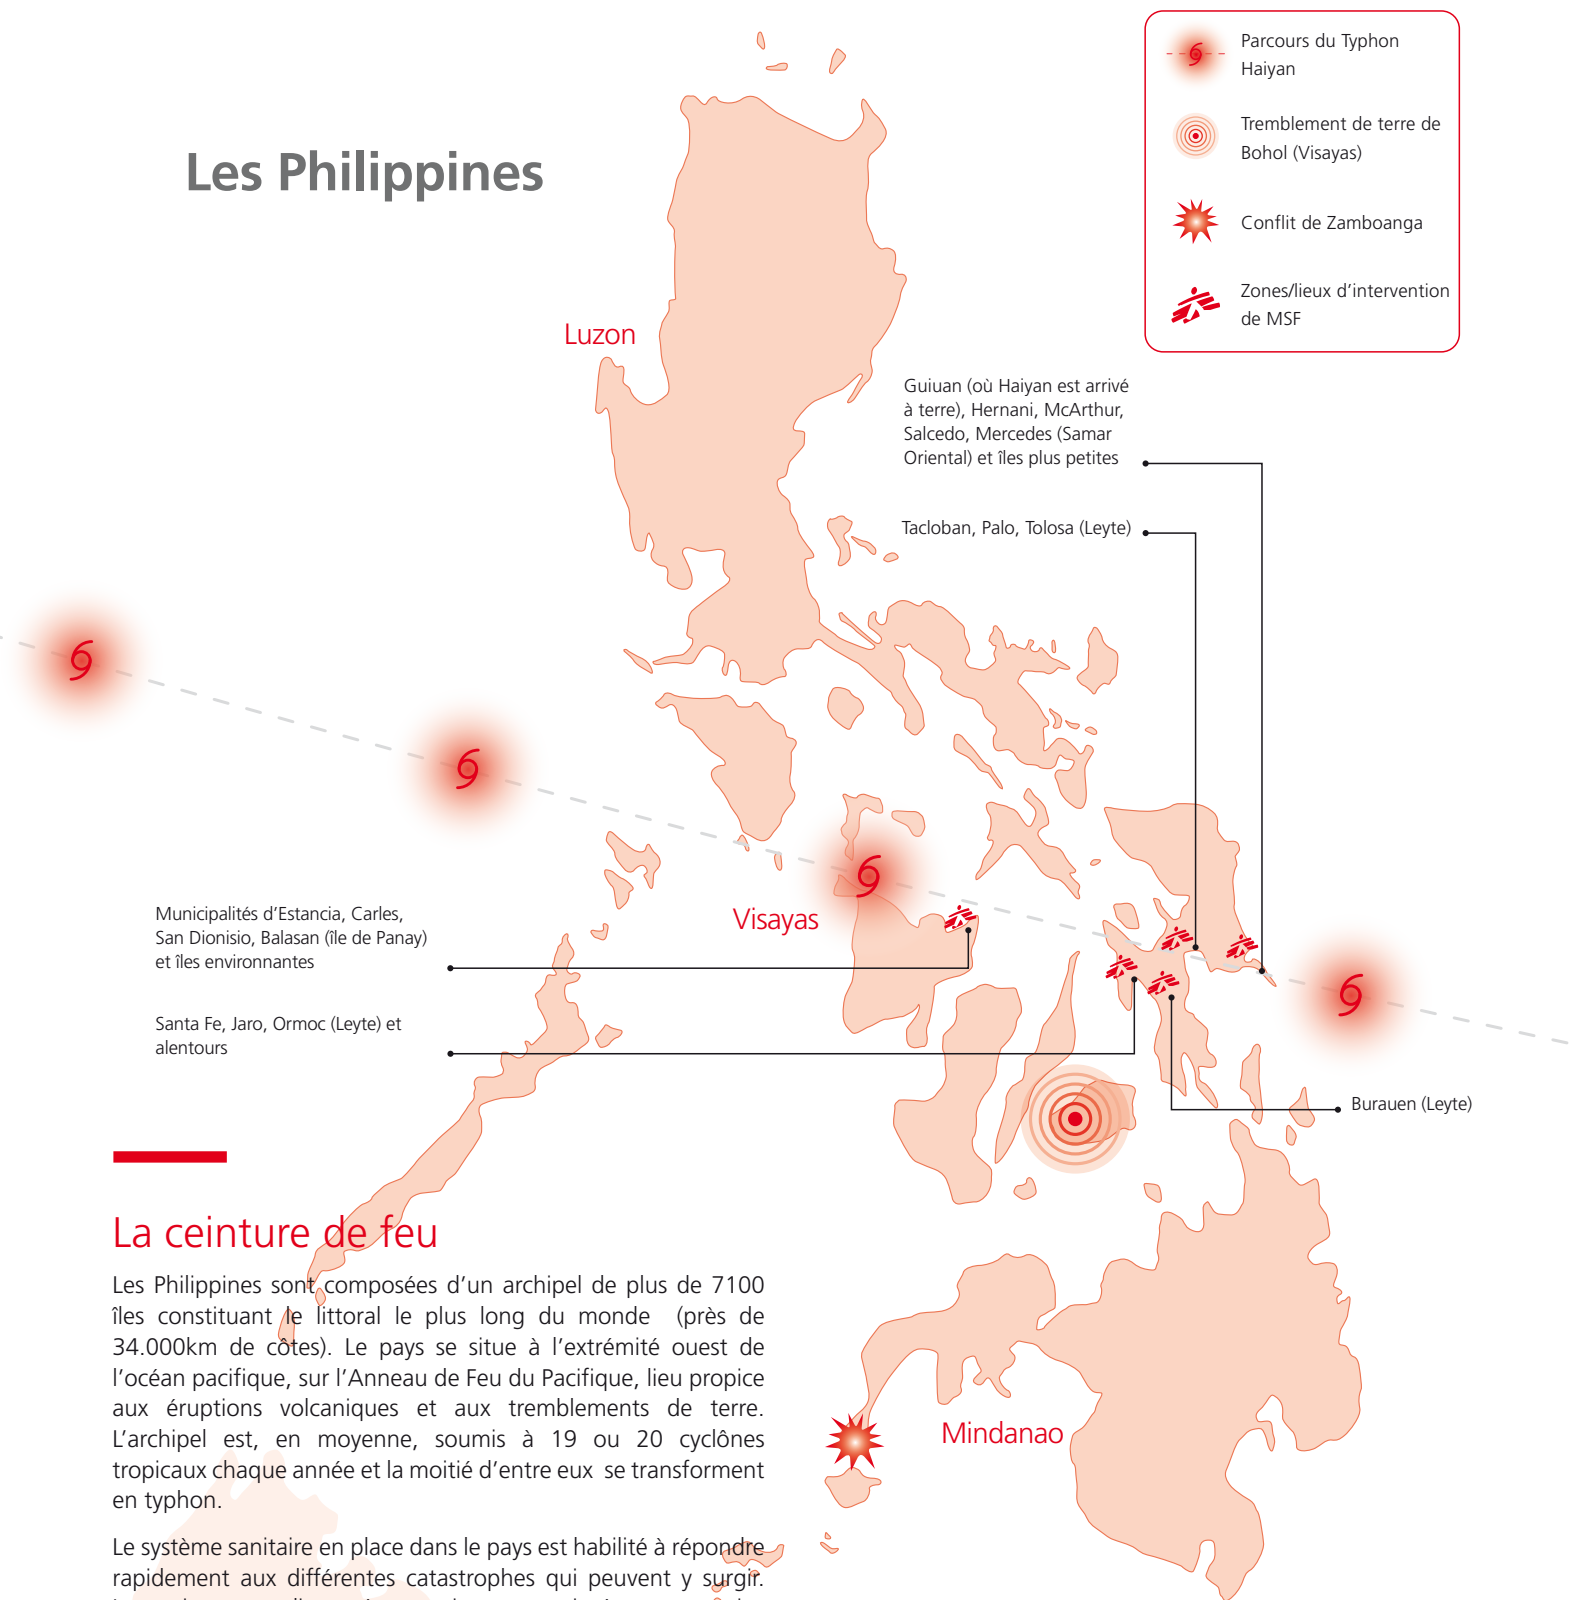 Les Philippines
Parcours du Typhon
Haiyan
Tremblement de terre de
Bohol (Visayas)
Conflit de Zamboanga
Zones/lieux d'intervention
de MSF
Luzon
Guiuan (où Haiyan est arrivé
à terre), Hernani, McArthur,
Salcedo, Mercedes (Samar
Oriental) et îles plus petites
Tacloban, Palo, Tolosa (Leyte)
Visayas
Municipalités d'Estancia, Carles,
San Dionisio, Balasan (île de Panay)
et îles environnantes
Santa Fe, Jaro, Ormoc (Leyte) et
alentours
Burauen (Leyte)
Mindanao
La ceinture de feu
Les Philippines sont composées d'un archipel de plus de 7100
îles constituant le littoral le plus long du monde (près de
34.000km de côtes). Le pays se situe à l'extrémité ouest de
l'océan pacifique, sur l'Anneau de Feu du Pacifique, lieu propice
aux éruptions volcaniques et aux tremblements de terre.
L'archipel est, en moyenne, soumis à 19 ou 20 cyclônes
tropicaux chaque année et la moitié d'entre eux se transforment
en typhon.
Le système sanitaire en place dans le pays est habilité à répondre
rapidement aux différentes catastrophes qui peuvent y surgir.